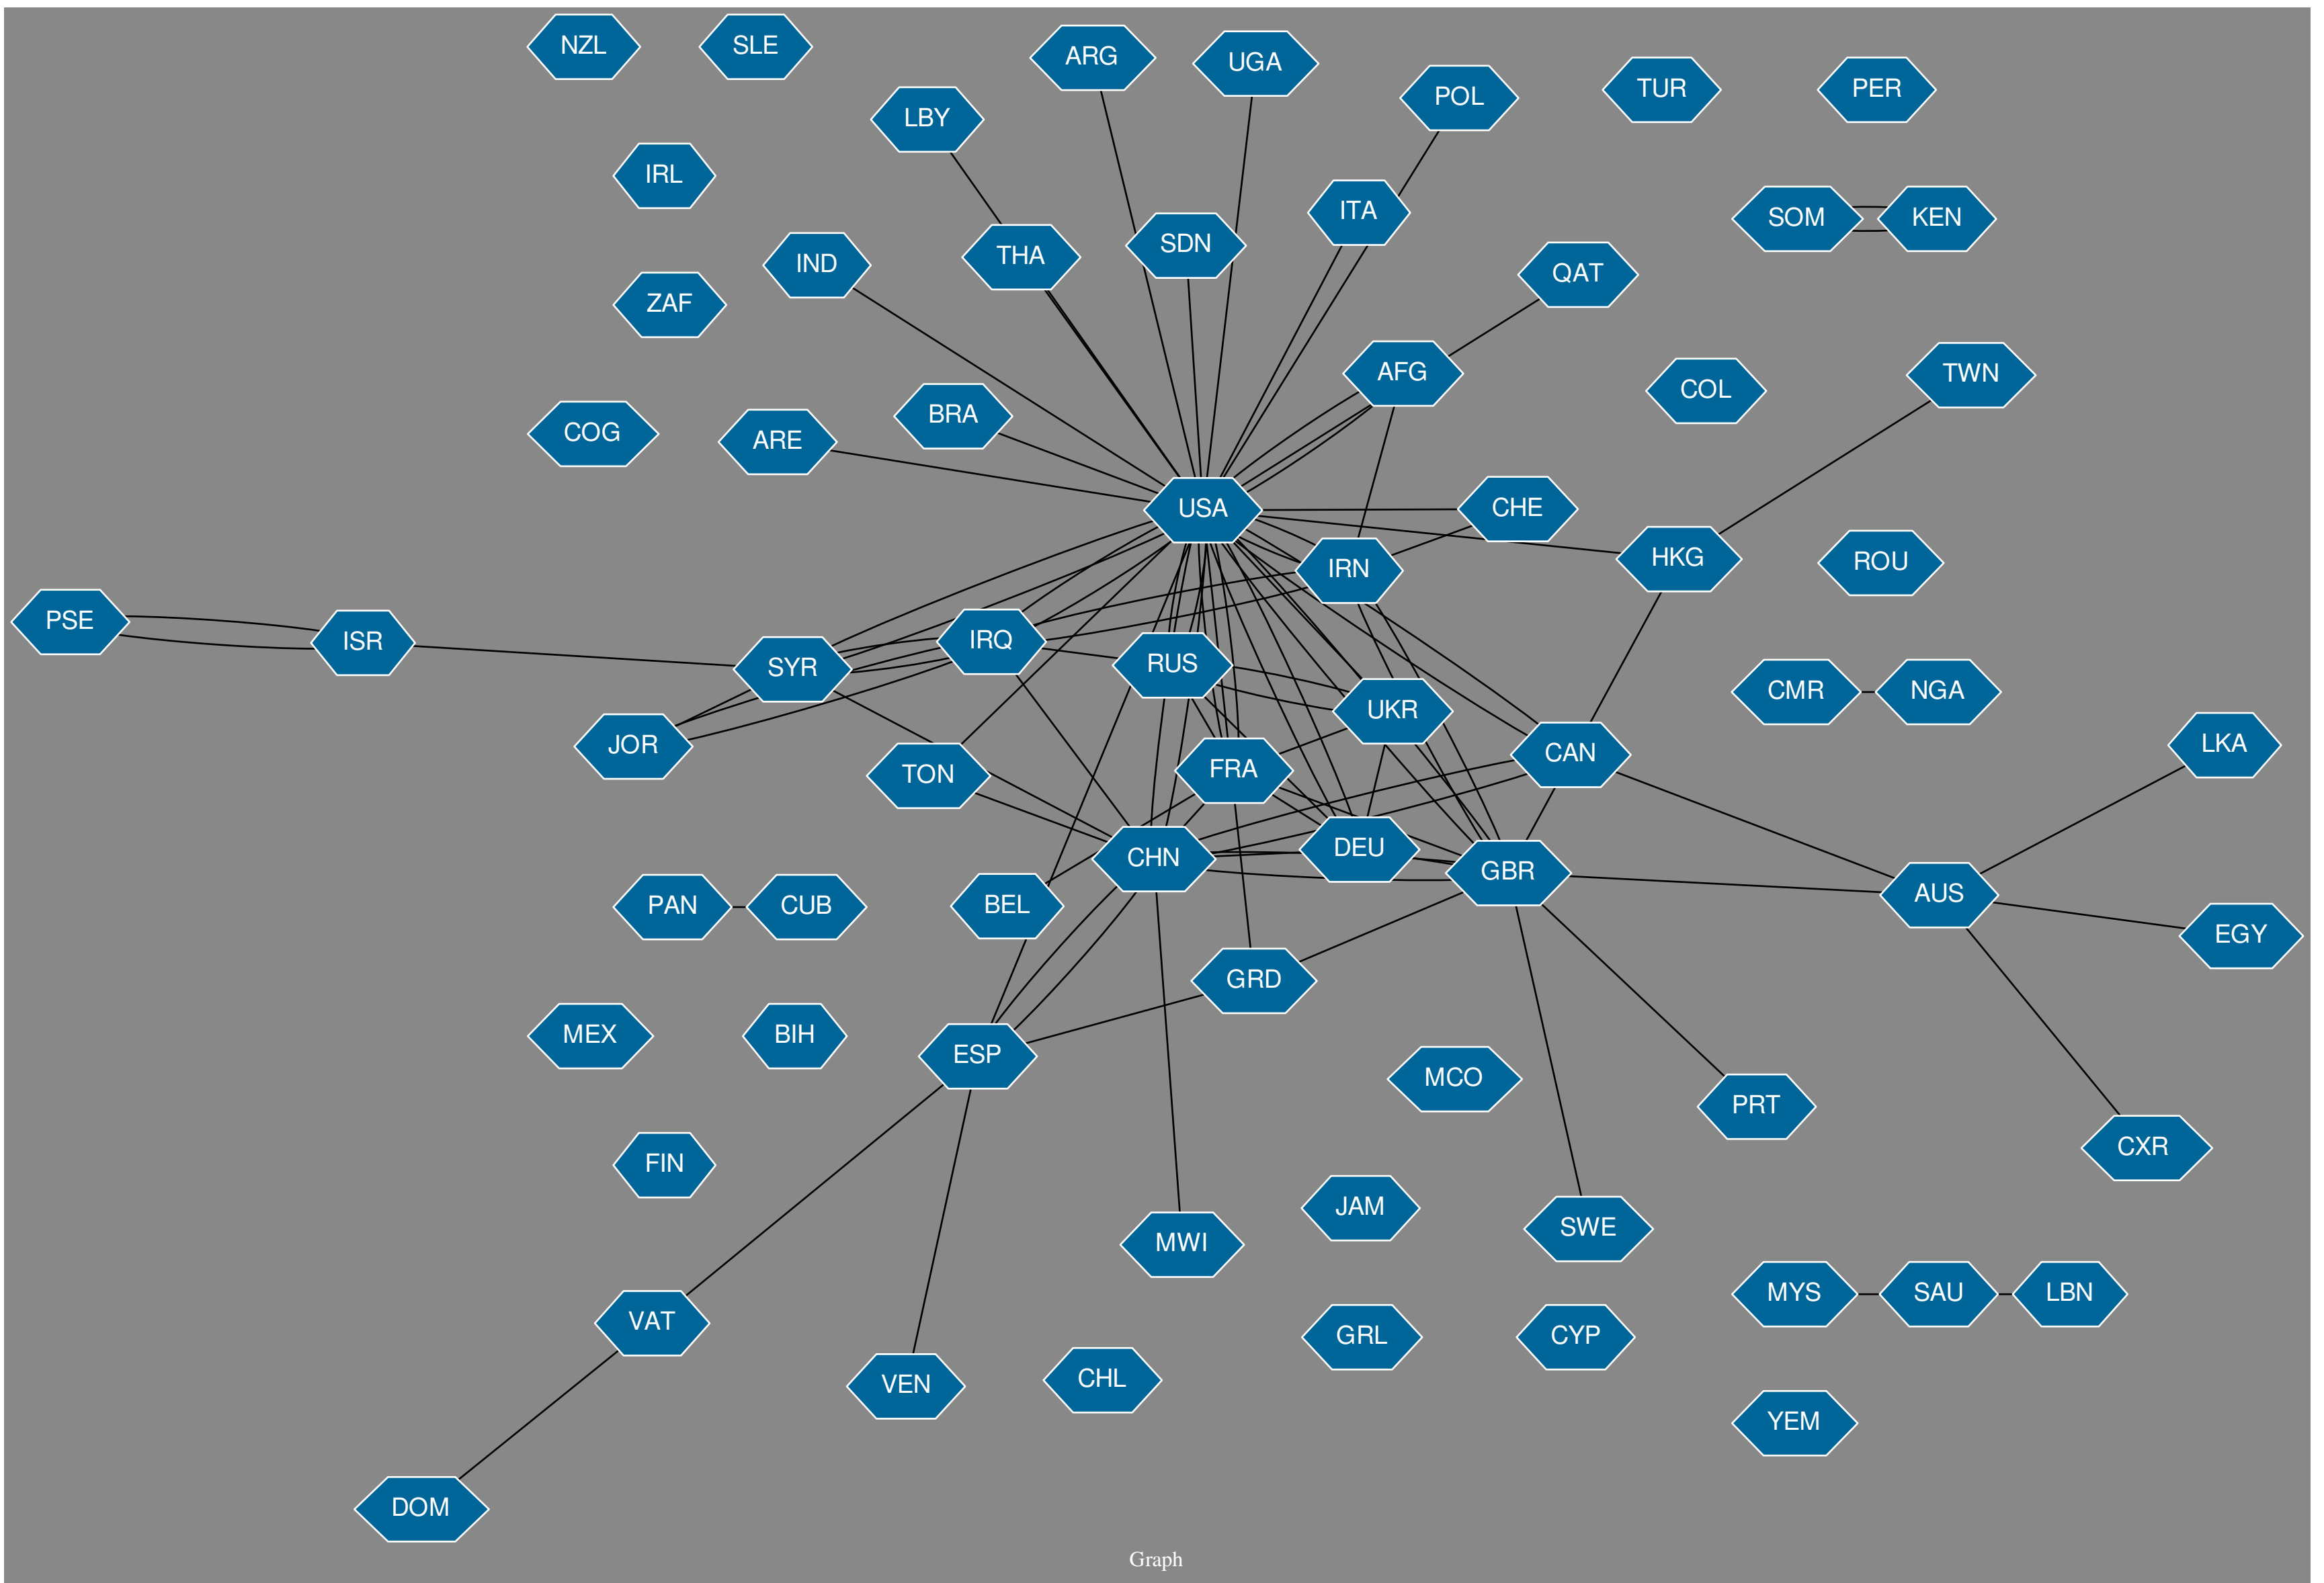 NZL
SLE
ARG
UGA
POL
TUR
PER
LBY
IRL
ITA
SOM
KEN
SDN
THA
IND
QAT
ZAF
AFG
TWN
COL
BRA
COG
ARE
USA
CHE
HKG
ROU
IRN
PSE
ISR
IRQ
SYR
RUS
CMR
NGA
UKR
JOR
LKA
CAN
TON
FRA
DEU
CHN
GBR
AUS
PAN
CUB
BEL
EGY
GRD
MEX
BIH
ESP
MCO
PRT
CXR
FIN
JAM
SWE
MWI
MYS
SAU
LBN
VAT
GRL
CYP
VEN
CHL
YEM
DOM
Graph